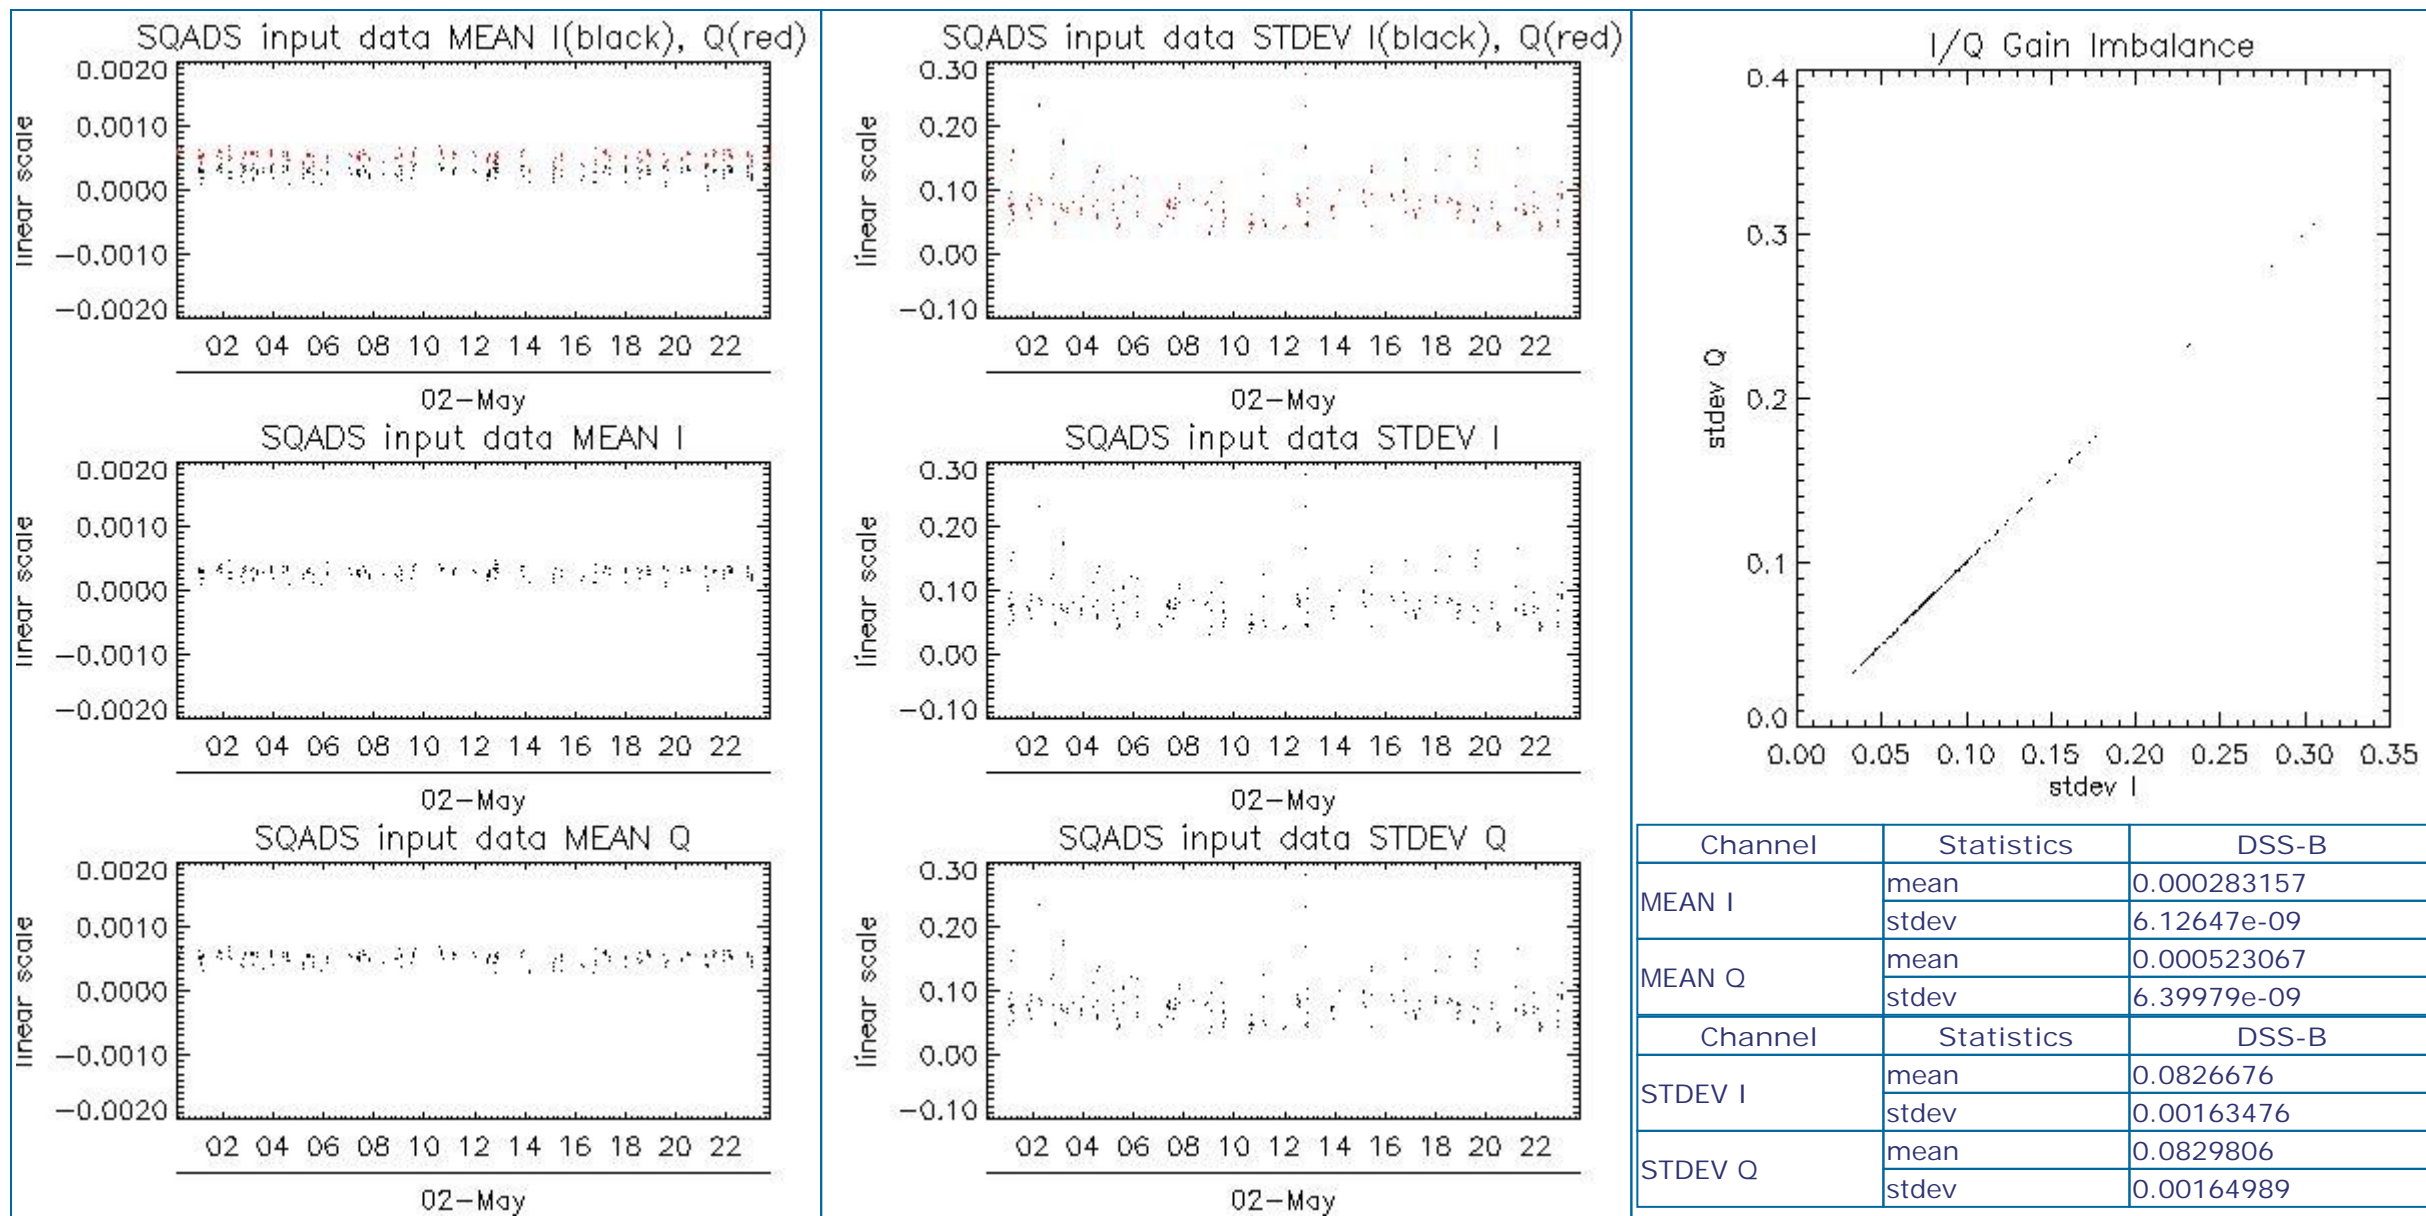 SQADS input data MEAN I(black), Q(red)
linear scale
0.0020
0.0010
0.0000
−0.0010
−0.0020
02 04 06 08 10 12 14 16 18 20 22
02−May
SQADS input data MEAN I
linear scale
0.0020
0.0010
0.0000
−0.0010
−0.0020
02 04 06 08 10 12 14 16 18 20 22
02−May
SQADS input data MEAN Q
linear scale
0.0020
0.0010
0.0000
−0.0010
−0.0020
02 04 06 08 10 12 14 16 18 20 22
02−May
SQADS input data STDEV I(black), Q(red)
linear scale
0.30
0.20
0.10
0.00
−0.10
02 04 06 08 10 12 14 16 18 20 22
02−May
SQADS input data STDEV I
linear scale
0.30
0.20
0.10
0.00
−0.10
02 04 06 08 10 12 14 16 18 20 22
02−May
SQADS input data STDEV Q
linear scale
0.30
0.20
0.10
0.00
−0.10
02 04 06 08 10 12 14 16 18 20 22
02−May
I/Q Gain Imbalance
stdev Q
0.4
0.3
0.2
0.1
0.0
0.00 0.05 0.10 0.15 0.20 0.25 0.30 0.35
stdev I
Channel Statistics DSS-B
MEAN I mean 0.000283157
stdev 6.12647e-09
MEAN Q mean 0.000523067
stdev 6.39979e-09
Channel Statistics DSS-B
STDEV I mean 0.0826676
stdev 0.00163476
STDEV Q mean 0.0829806
stdev 0.00164989